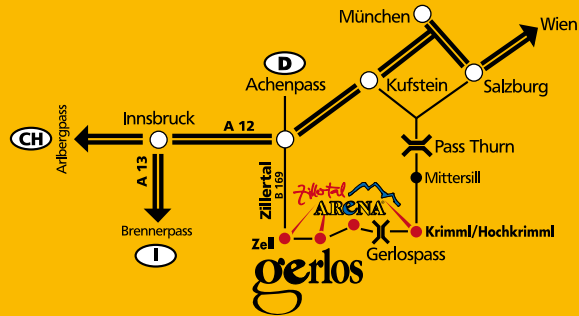 München
Wien
D
Achenpass
Kufstein
Salzburg
Innsbruck
A 12
CH
Arlbergpass
A 13
Pass Thurn
Zillertal
B 169
Mittersill
Zillertal
ARENA
Brennerpass
I
Zell
Krimml/Hochkrimml
Gerlospass
gerlos